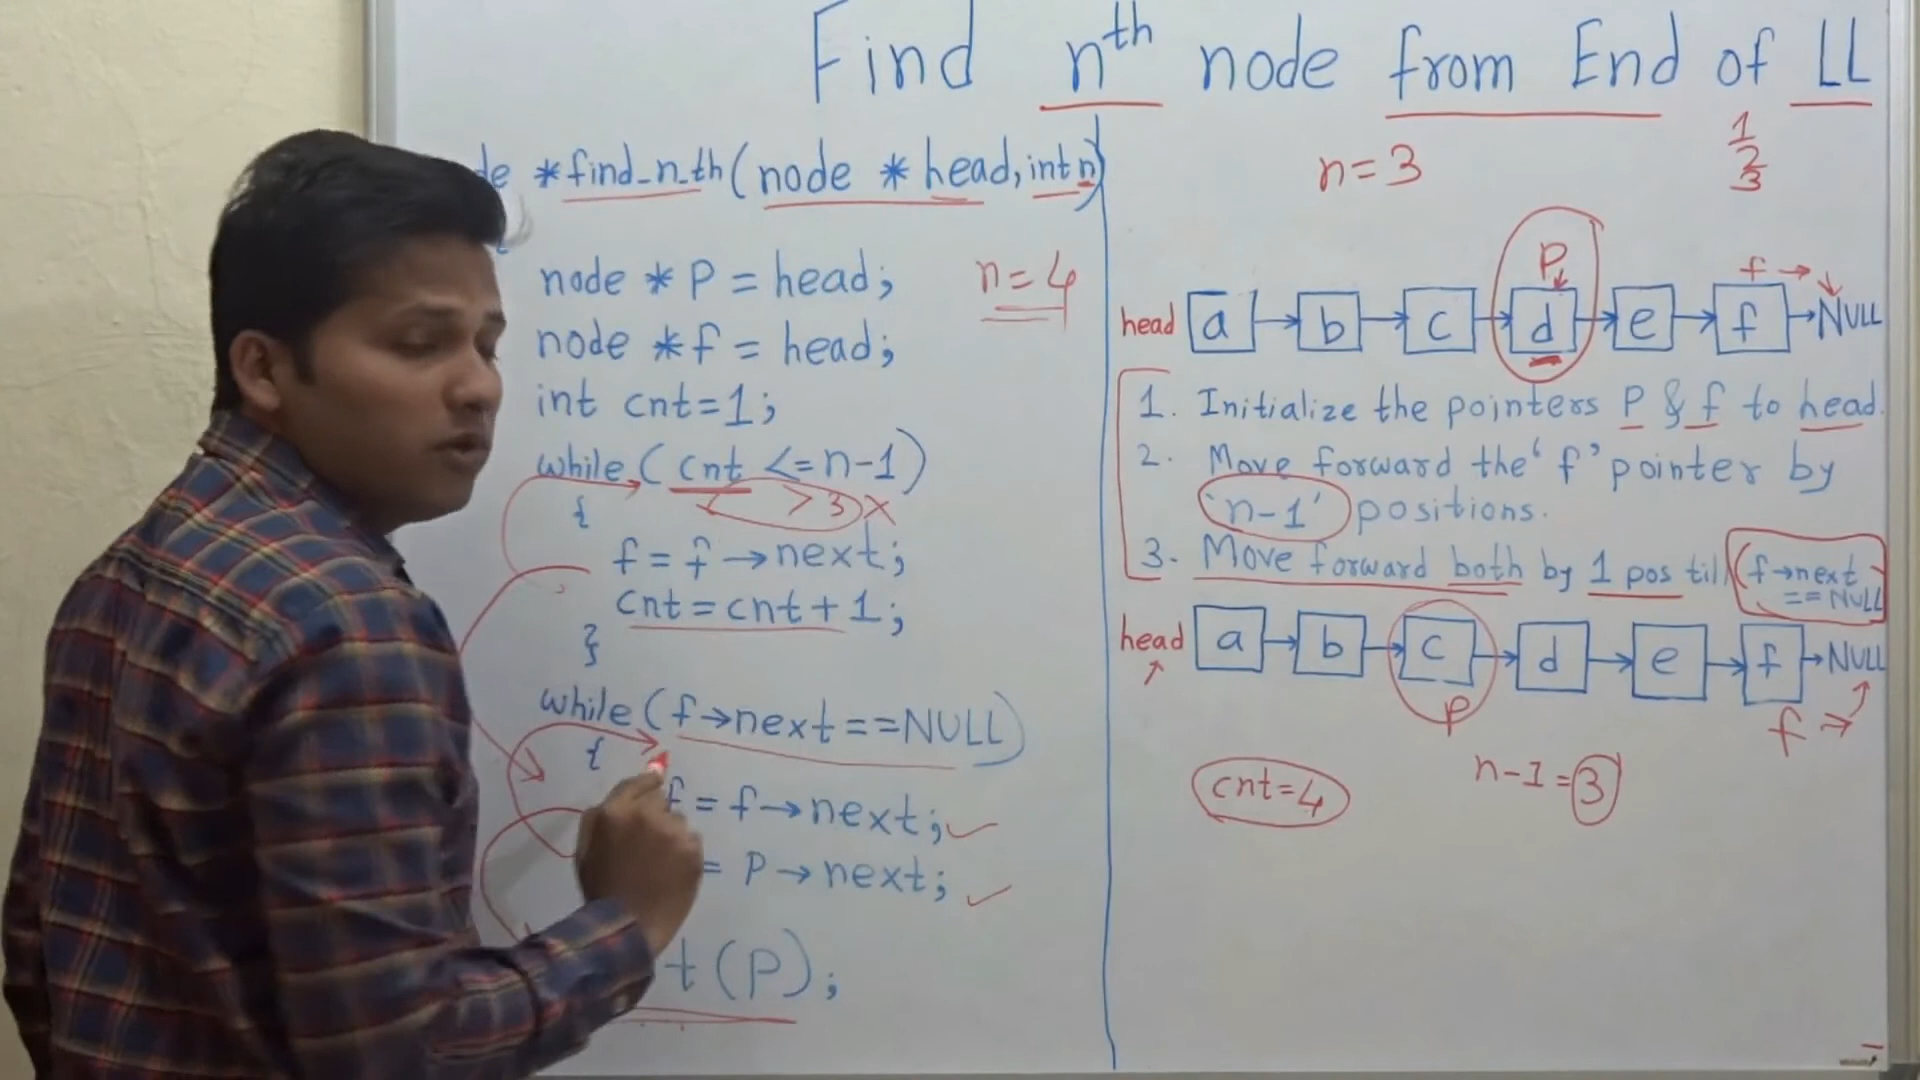 Find nth node from End of LL
de *find_n_th(node * head, int n)
node * P = head;
n=4
node *f = head;
int cnt=1;
while( cnt <=n-1)
> 3 X
{
f = f →next;
cnt = cnt + 1;
}
while(f→next==NULL)
{
f = f→next;
= P→next;
t(P);
n=3
1
2
3
P
f →
head a b c d e f NULL
1. Initialize the pointers P & f to head.
2. Move forward the 'f' pointer by
'n-1' positions.
3. Move forward both by 1 pos till (f→next
== NULL
head a b c d e f NULL
P
f →
cnt=4
n-1=3